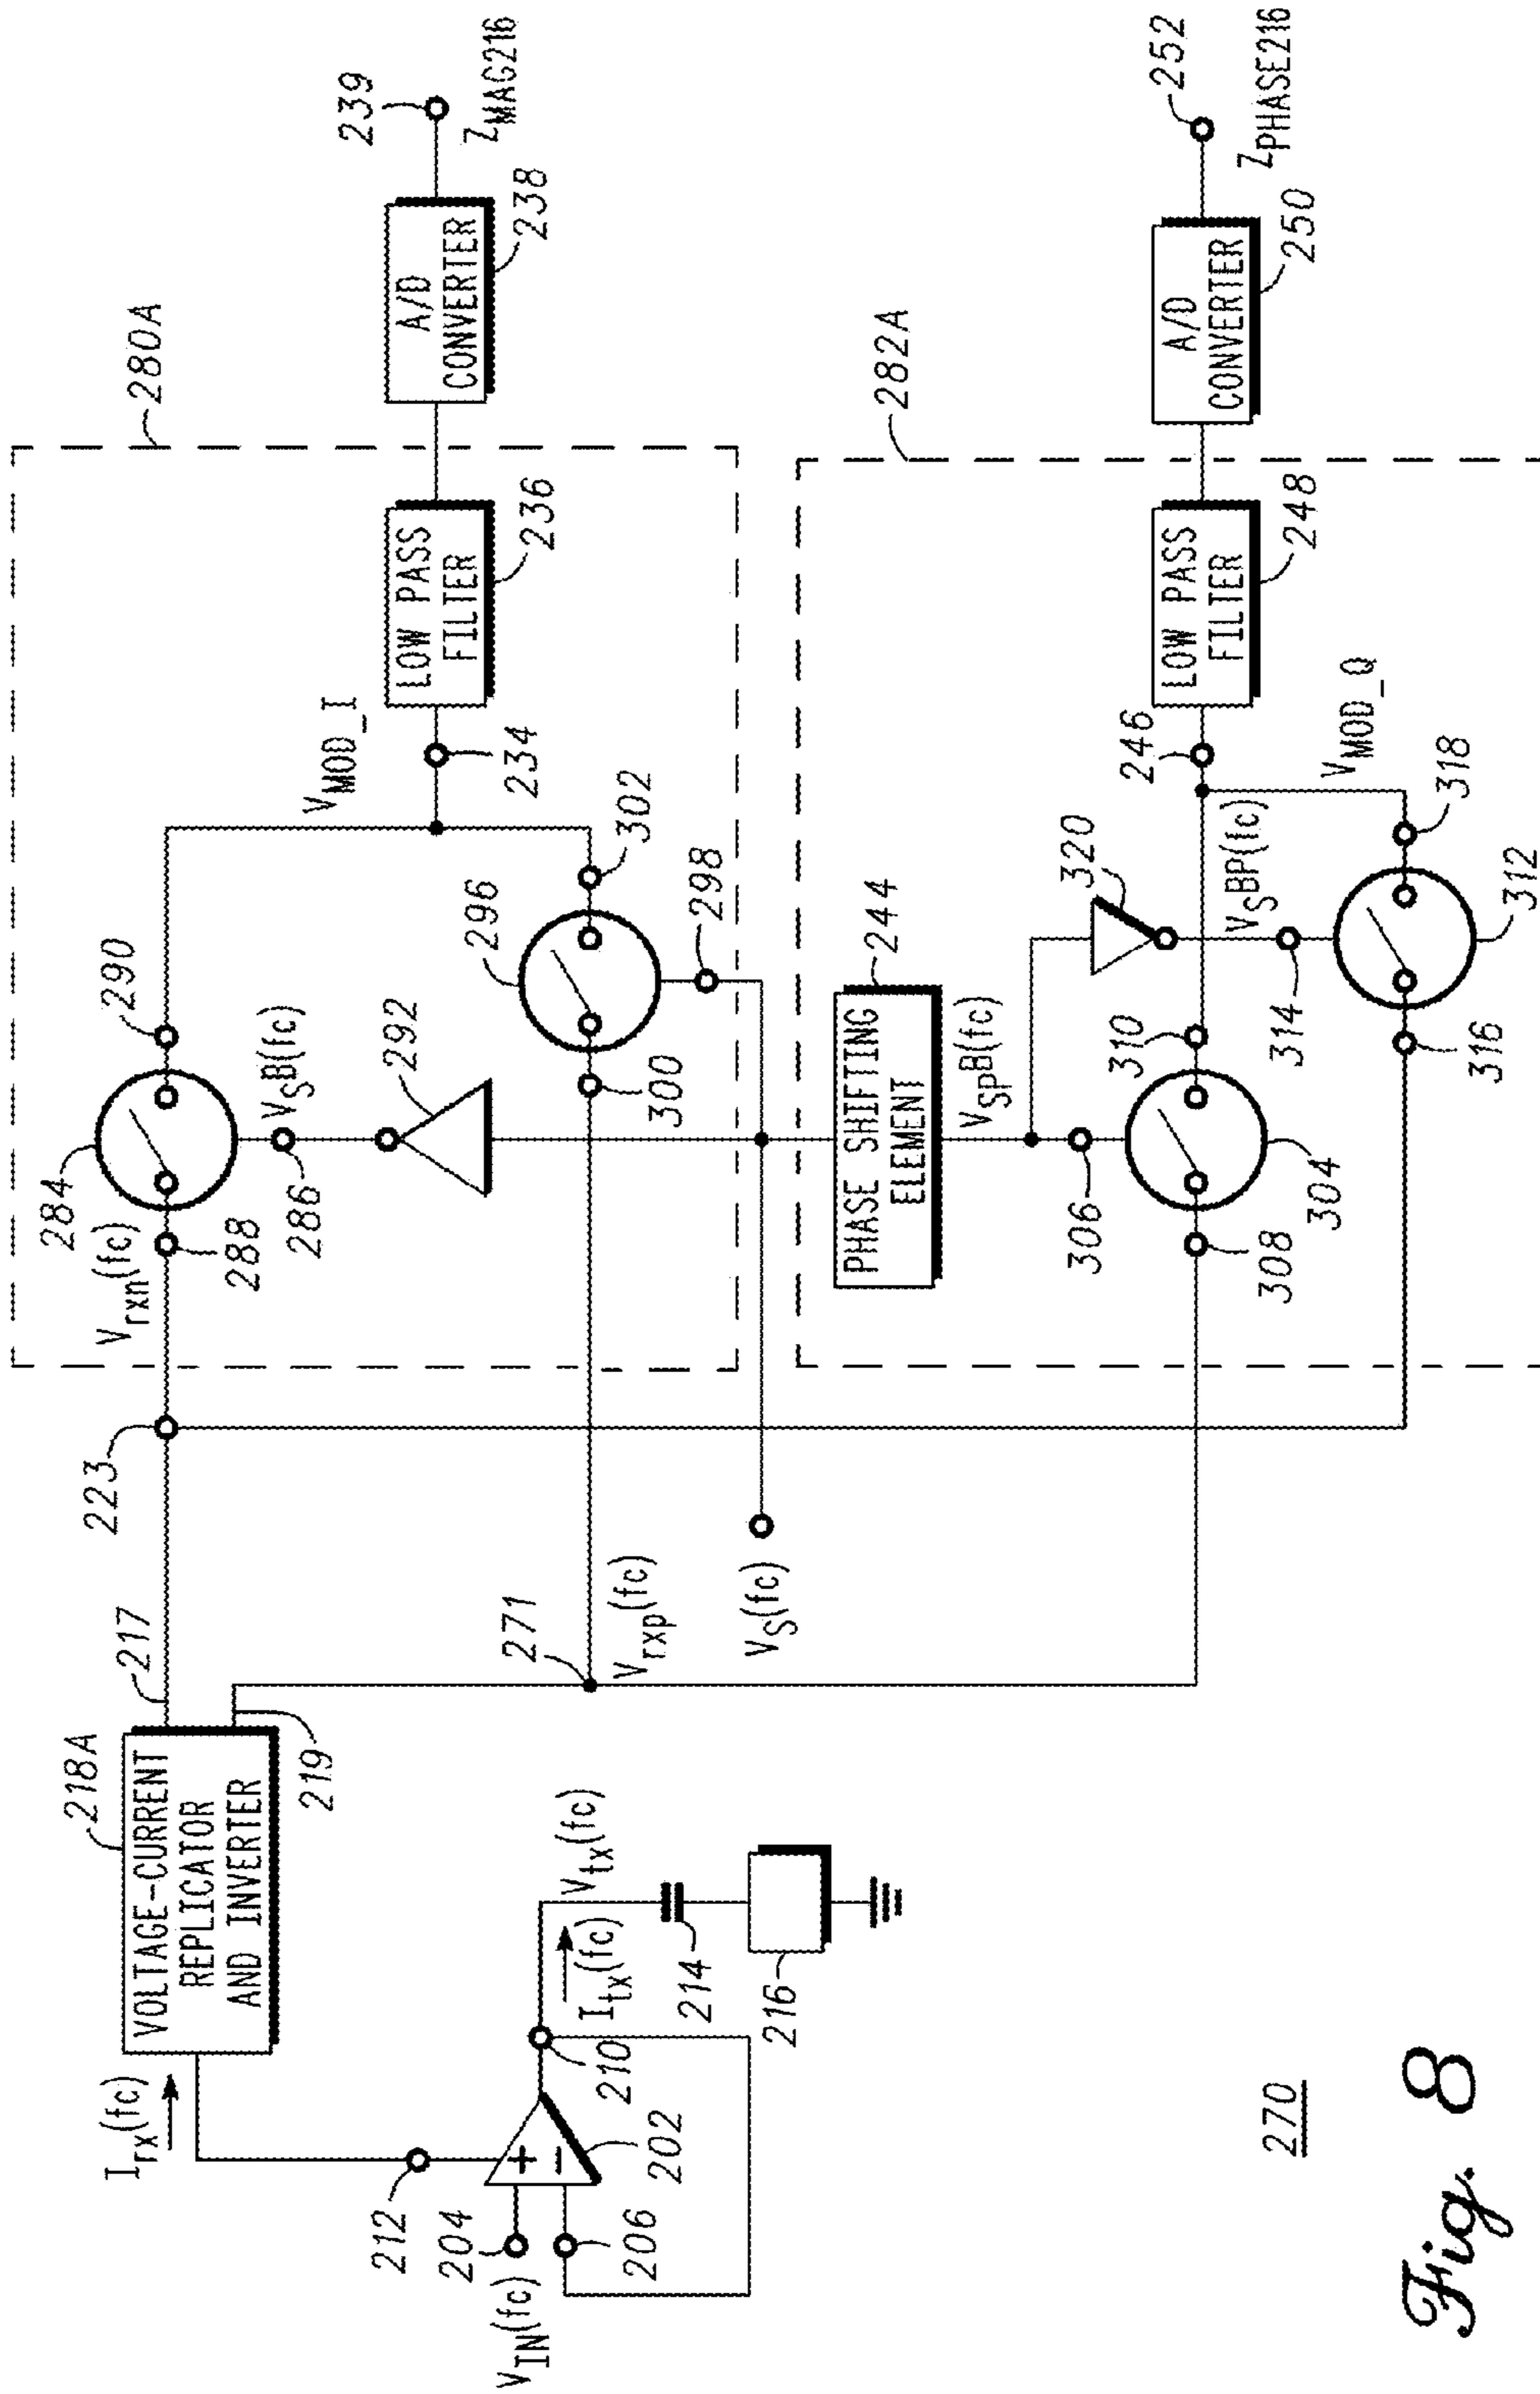 I_rx(fc)
VOLTAGE-CURRENT
REPLICATOR
AND INVERTER
218A
217
219
223
V_rxn(fc)
284
288
290
V_SB(fc)
286
292
V_MOD_I
280A
234
LOW PASS
FILTER
236
A/D
CONVERTER
238
239
Z_MAG216
212
204
V_IN(fc)
206
+
−
202
210
I_tx(fc)
V_tx(fc)
214
216
271
V_rxp(fc)
V_S(fc)
300
296
302
298
282A
PHASE SHIFTING
ELEMENT
244
V_SPB(fc)
306
308
304
310
320
V_SBP(fc)
314
316
312
318
V_MOD_Q
246
LOW PASS
FILTER
248
A/D
CONVERTER
250
252
Z_PHASE216
270
Fig. 8